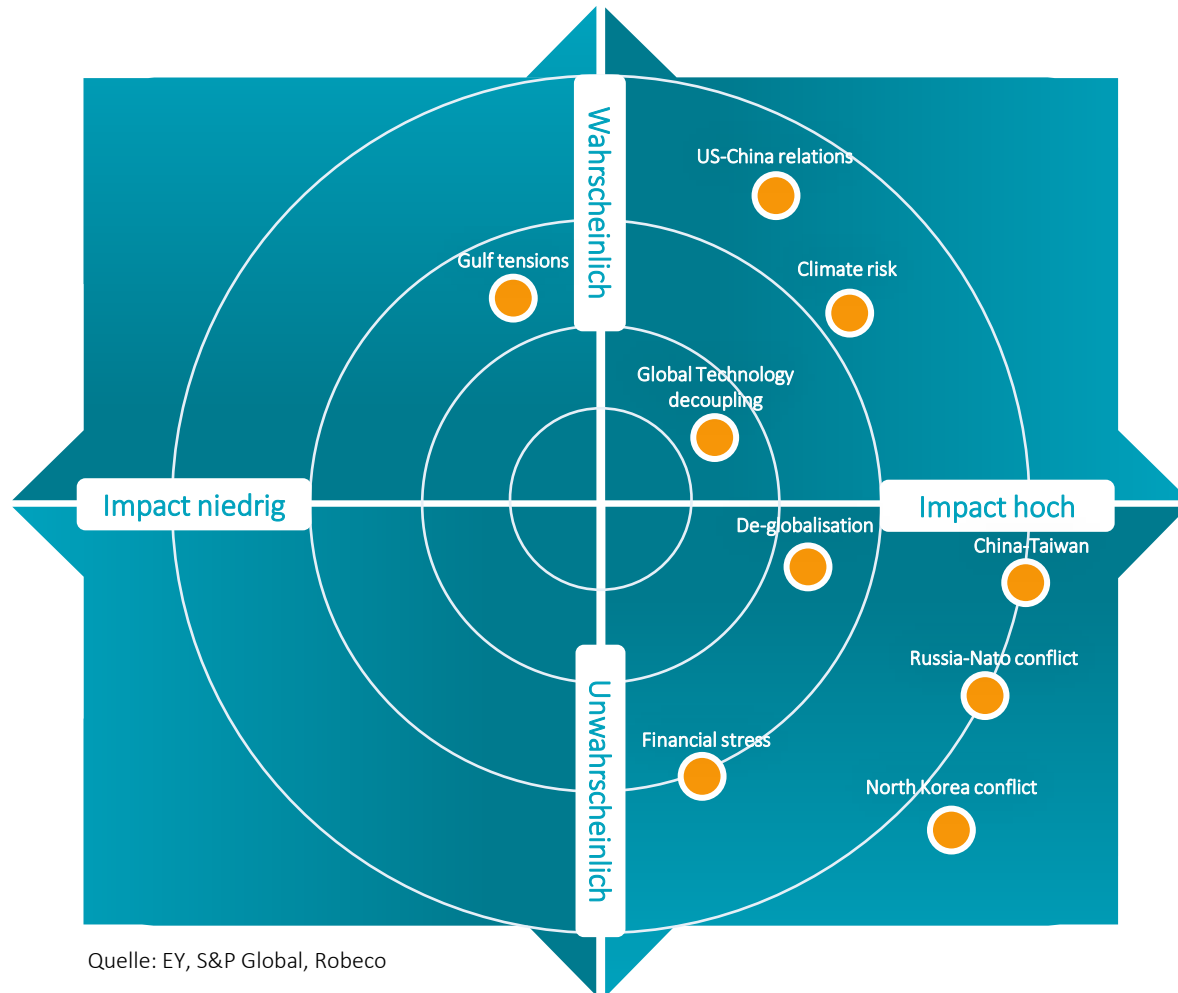 Wahrscheinlich
US-China relations
Gulf tensions
Climate risk
Global Technology
decoupling
Impact niedrig
Impact hoch
De-globalisation
China-Taiwan
Russia-Nato conflict
Unwahrscheinlich
Financial stress
North Korea conflict
Quelle: EY, S&P Global, Robeco